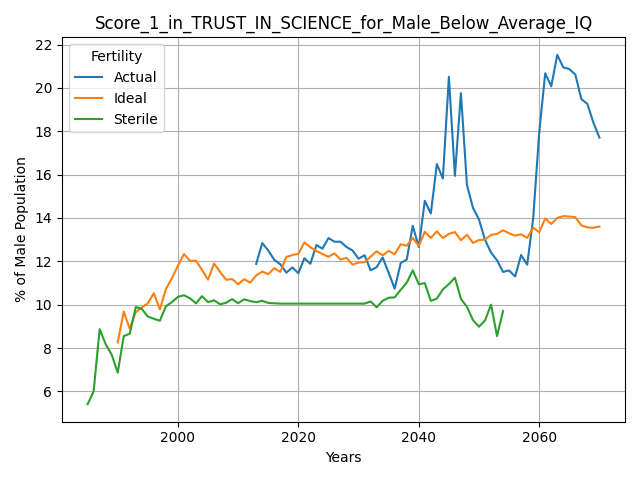 Score_1_in_TRUST_IN_SCIENCE_for_Male_Below_Average_IQ
% of Male Population
22
20
18
16
14
12
10
8
6
Fertility
Actual
Ideal
Sterile
2000
2020
2040
2060
Years